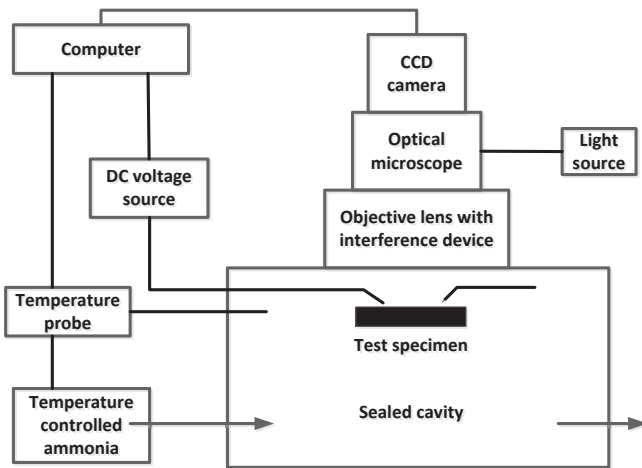 Computer
CCD
camera
Optical
microscope
Light
source
DC voltage
source
Objective lens with
interference device
Temperature
probe
Test specimen
Temperature
controlled
ammonia
Sealed cavity